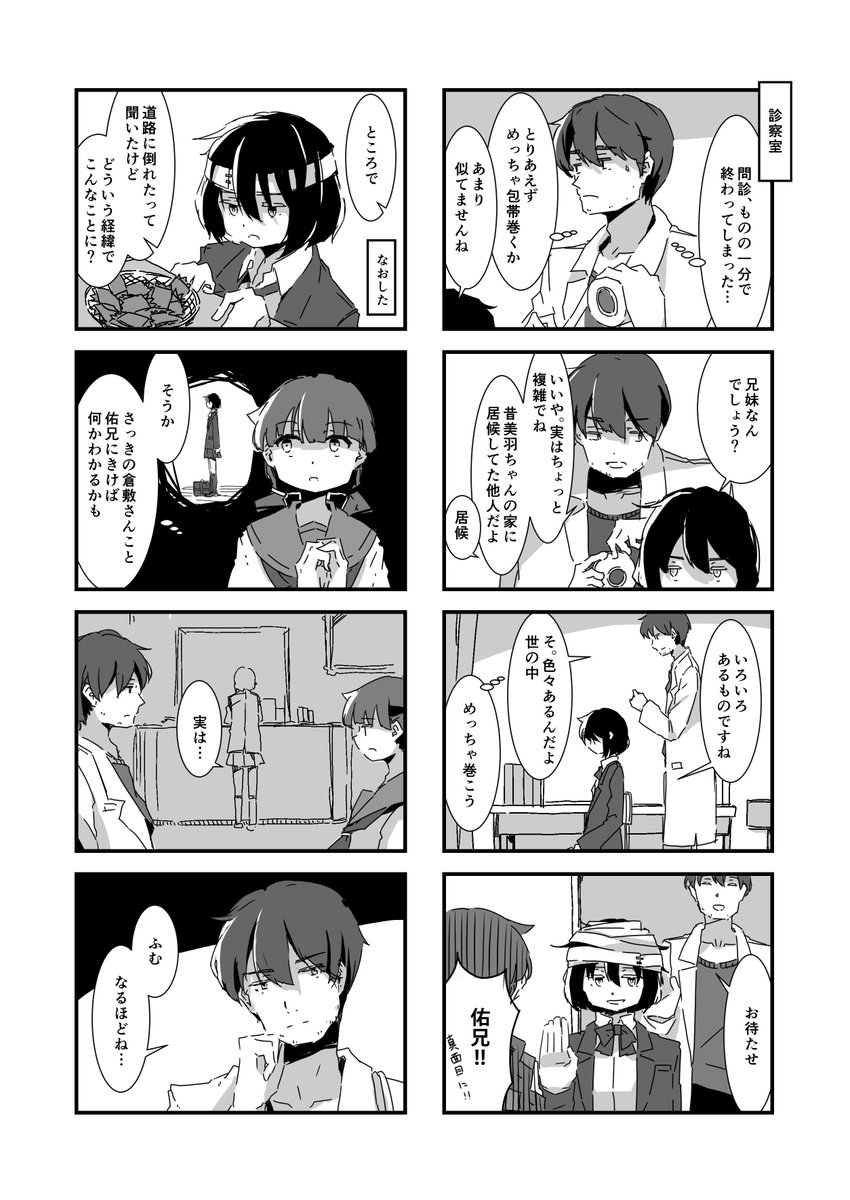 診察室
問診、ものの一分で
終わってしまった…
とりあえず
めっちゃ包帯巻くか
あまり
似てませんね
兄妹なん
でしょう？
いいや。実はちょっと
複雑でね
昔美羽ちゃんの家に
居候してた他人だよ
居候
いろいろ
あるものですね
そ。色々あるんだよ
世の中
めっちゃ巻こう
お待たせ
佑兄!!
真面目に!!
なおした
ところで
道路に倒れたたって
聞いたけど
どういう経緯で
こんなことに？
そうか
さっきの倉敷さんこと
佑兄にきけば
何かわかるかも
実は…
ふむ
なるほどね…